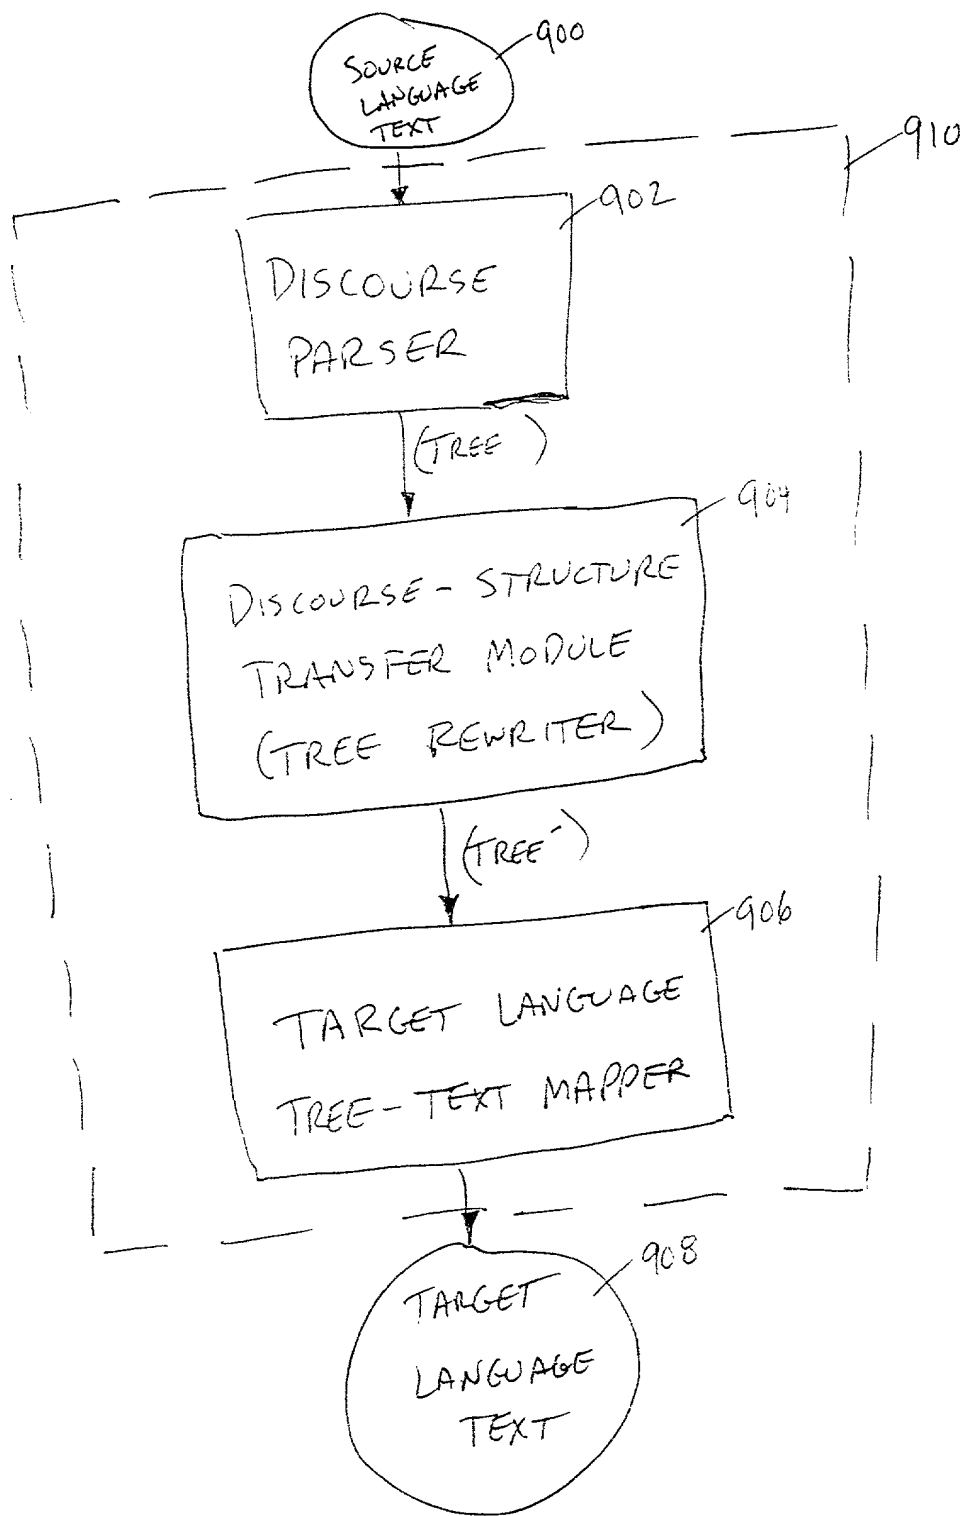 900
SOURCE
LANGUAGE
TEXT
910
902
DISCOURSE
PARSER
(TREE)
904
DISCOURSE-STRUCTURE
TRANSFER MODULE
(TREE REWRITER)
(TREE')
906
TARGET LANGUAGE
TREE-TEXT MAPPER
908
TARGET
LANGUAGE
TEXT